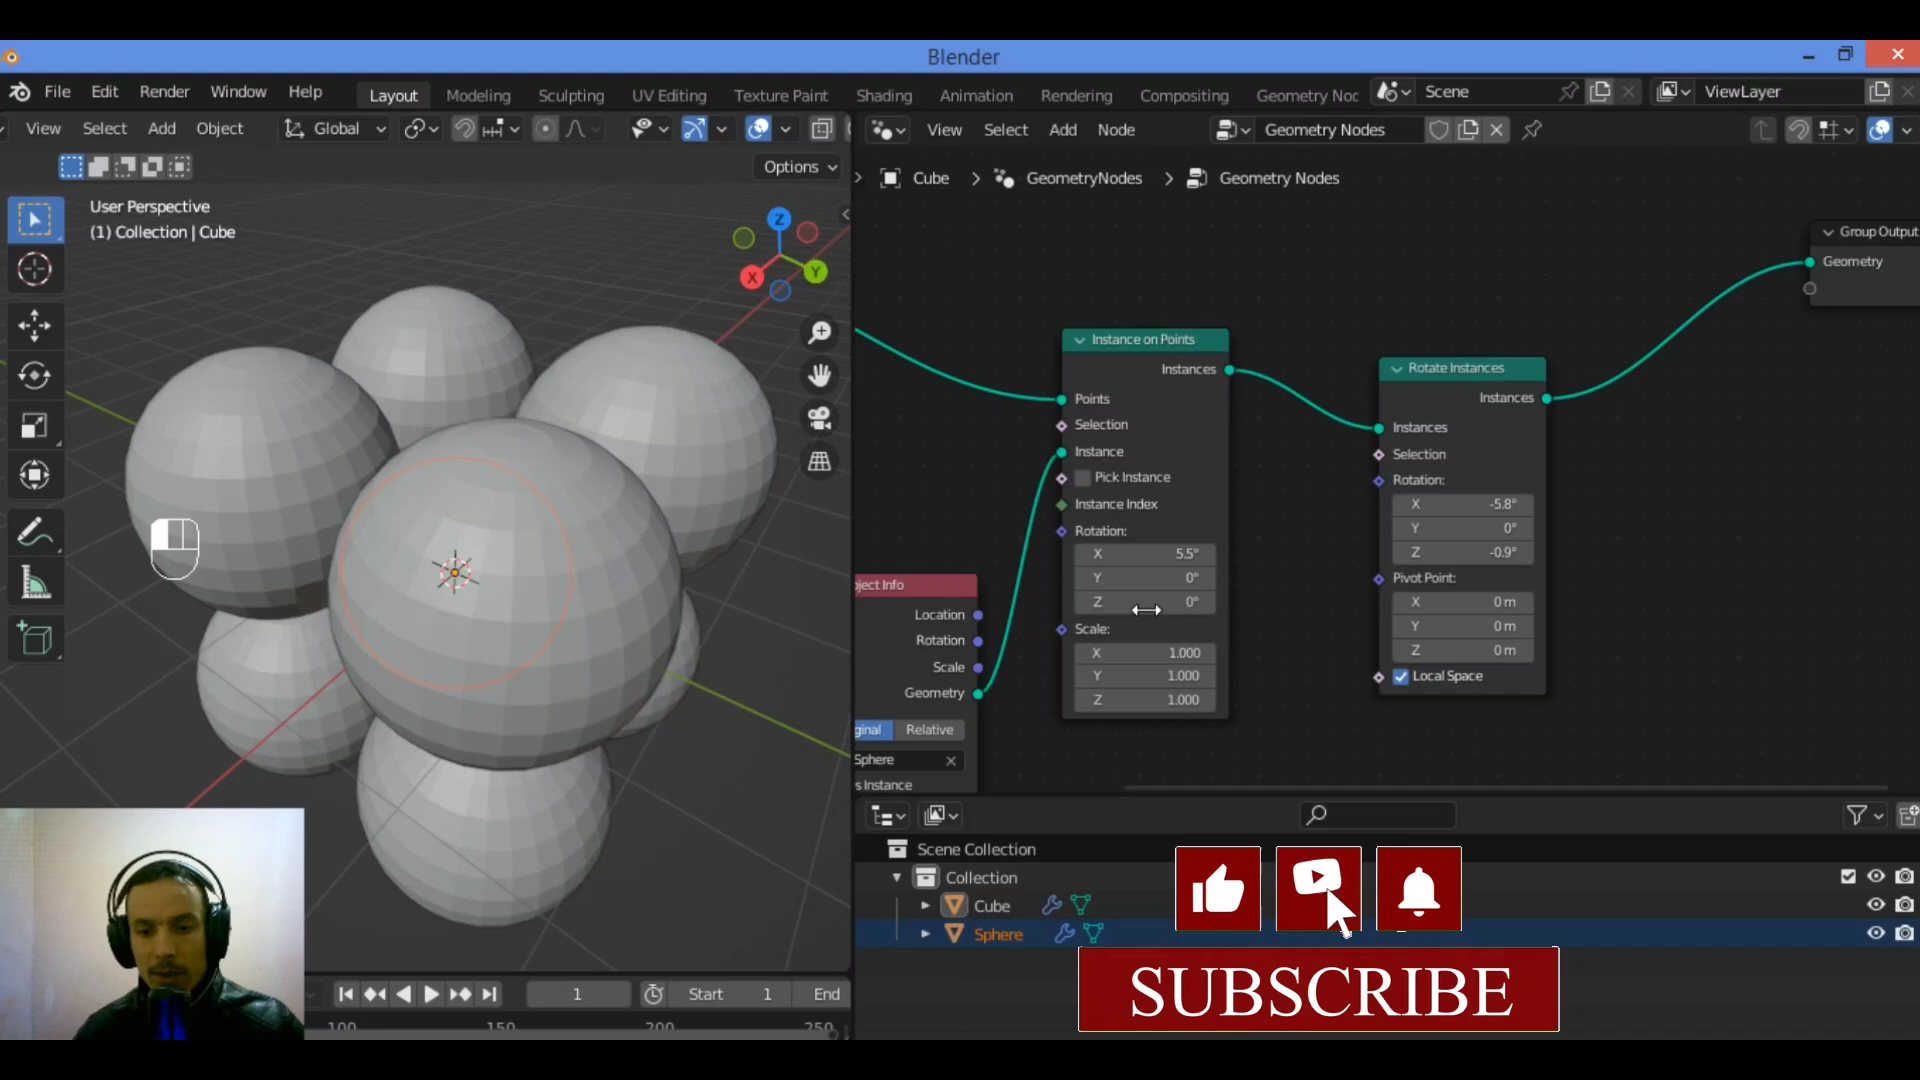 Blender
File Edit Render Window Help Layout Modeling Sculpting UV Editing Texture Paint Shading Animation Rendering Compositing Geometry Noc Scene ViewLayer
View Select Add Object Global
View Select Add Node Geometry Nodes
Options
Cube > GeometryNodes > Geometry Nodes
User Perspective
(1) Collection | Cube
Z
Y
X
Group Output
Geometry
Instance on Points
Instances
Points
Selection
Instance
Pick Instance
Instance Index
Rotation:
X 5.5°
Y 0°
Z 0°
Scale:
X 1.000
Y 1.000
Z 1.000
Rotate Instances
Instances
Instances
Selection
Rotation:
X -5.8°
Y 0°
Z -0.9°
Pivot Point:
X 0 m
Y 0 m
Z 0 m
Local Space
ject Info
Location
Rotation
Scale
Geometry
ginal Relative
Sphere
s Instance
Scene Collection
Collection
Cube
Sphere
SUBSCRIBE
1 Start 1 End
100 150 200 250